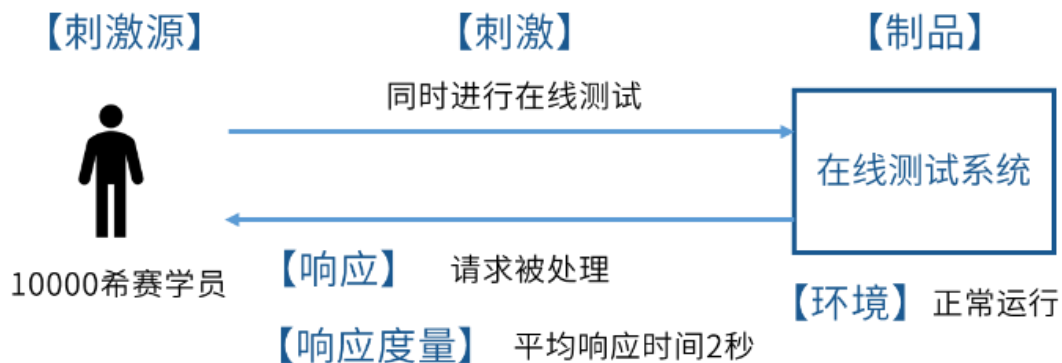 【刺激源】 【刺激】 【制品】
同时进行在线测试
在线测试系统
10000希赛学员
【响应】 请求被处理
【环境】 正常运行
【响应度量】 平均响应时间2秒